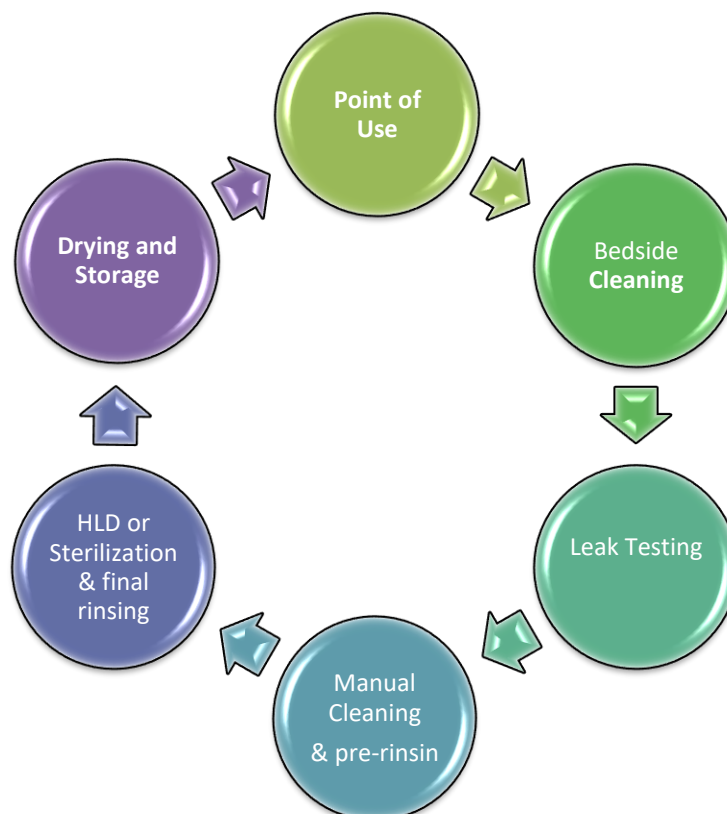 Point of
Use
Bedside
Cleaning
Leak Testing
Manual
Cleaning
& pre-rinsin
HLD or
Sterilization
& final
rinsing
Drying and
Storage